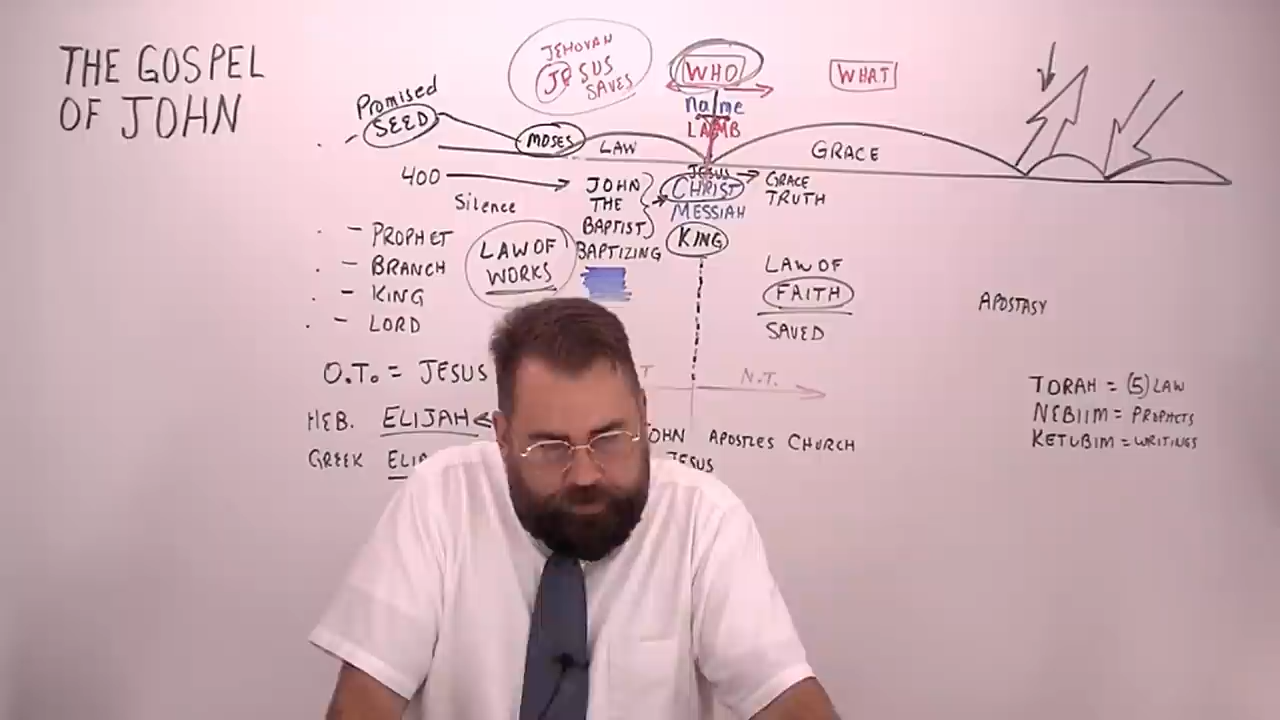 THE GOSPEL
OF JOHN
JEHOVAH
JESUS
SAVES
WHO
WHAT
Promised
SEED
name
LAMB
MOSES
LAW
GRACE
400
Silence
JOHN
THE
BAPTIST
BAPTIZING
JESUS
CHRIST
MESSIAH
KING
GRACE
TRUTH
- PROPHET
- BRANCH
- KING
- LORD
LAW OF
WORKS
LAW OF
FAITH
SAVED
APOSTASY
O.T. = JESUS
T
N.T.
HEB. ELIJAH
GREEK ELIA
OHN APOSTLES CHURCH
JESUS
TORAH = (5) LAW
NEBIIM = PROPHETS
KETUBIM = WRITINGS